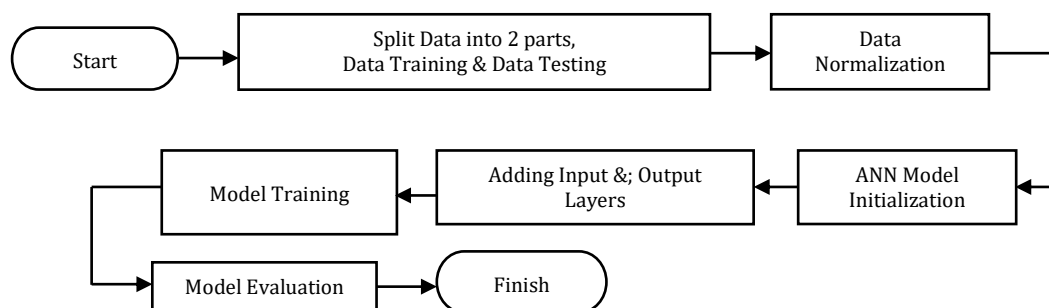 Start
Split Data into 2 parts,
Data Training & Data Testing
Data
Normalization
ANN Model
Initialization
Adding Input &; Output
Layers
Model Training
Model Evaluation
Finish